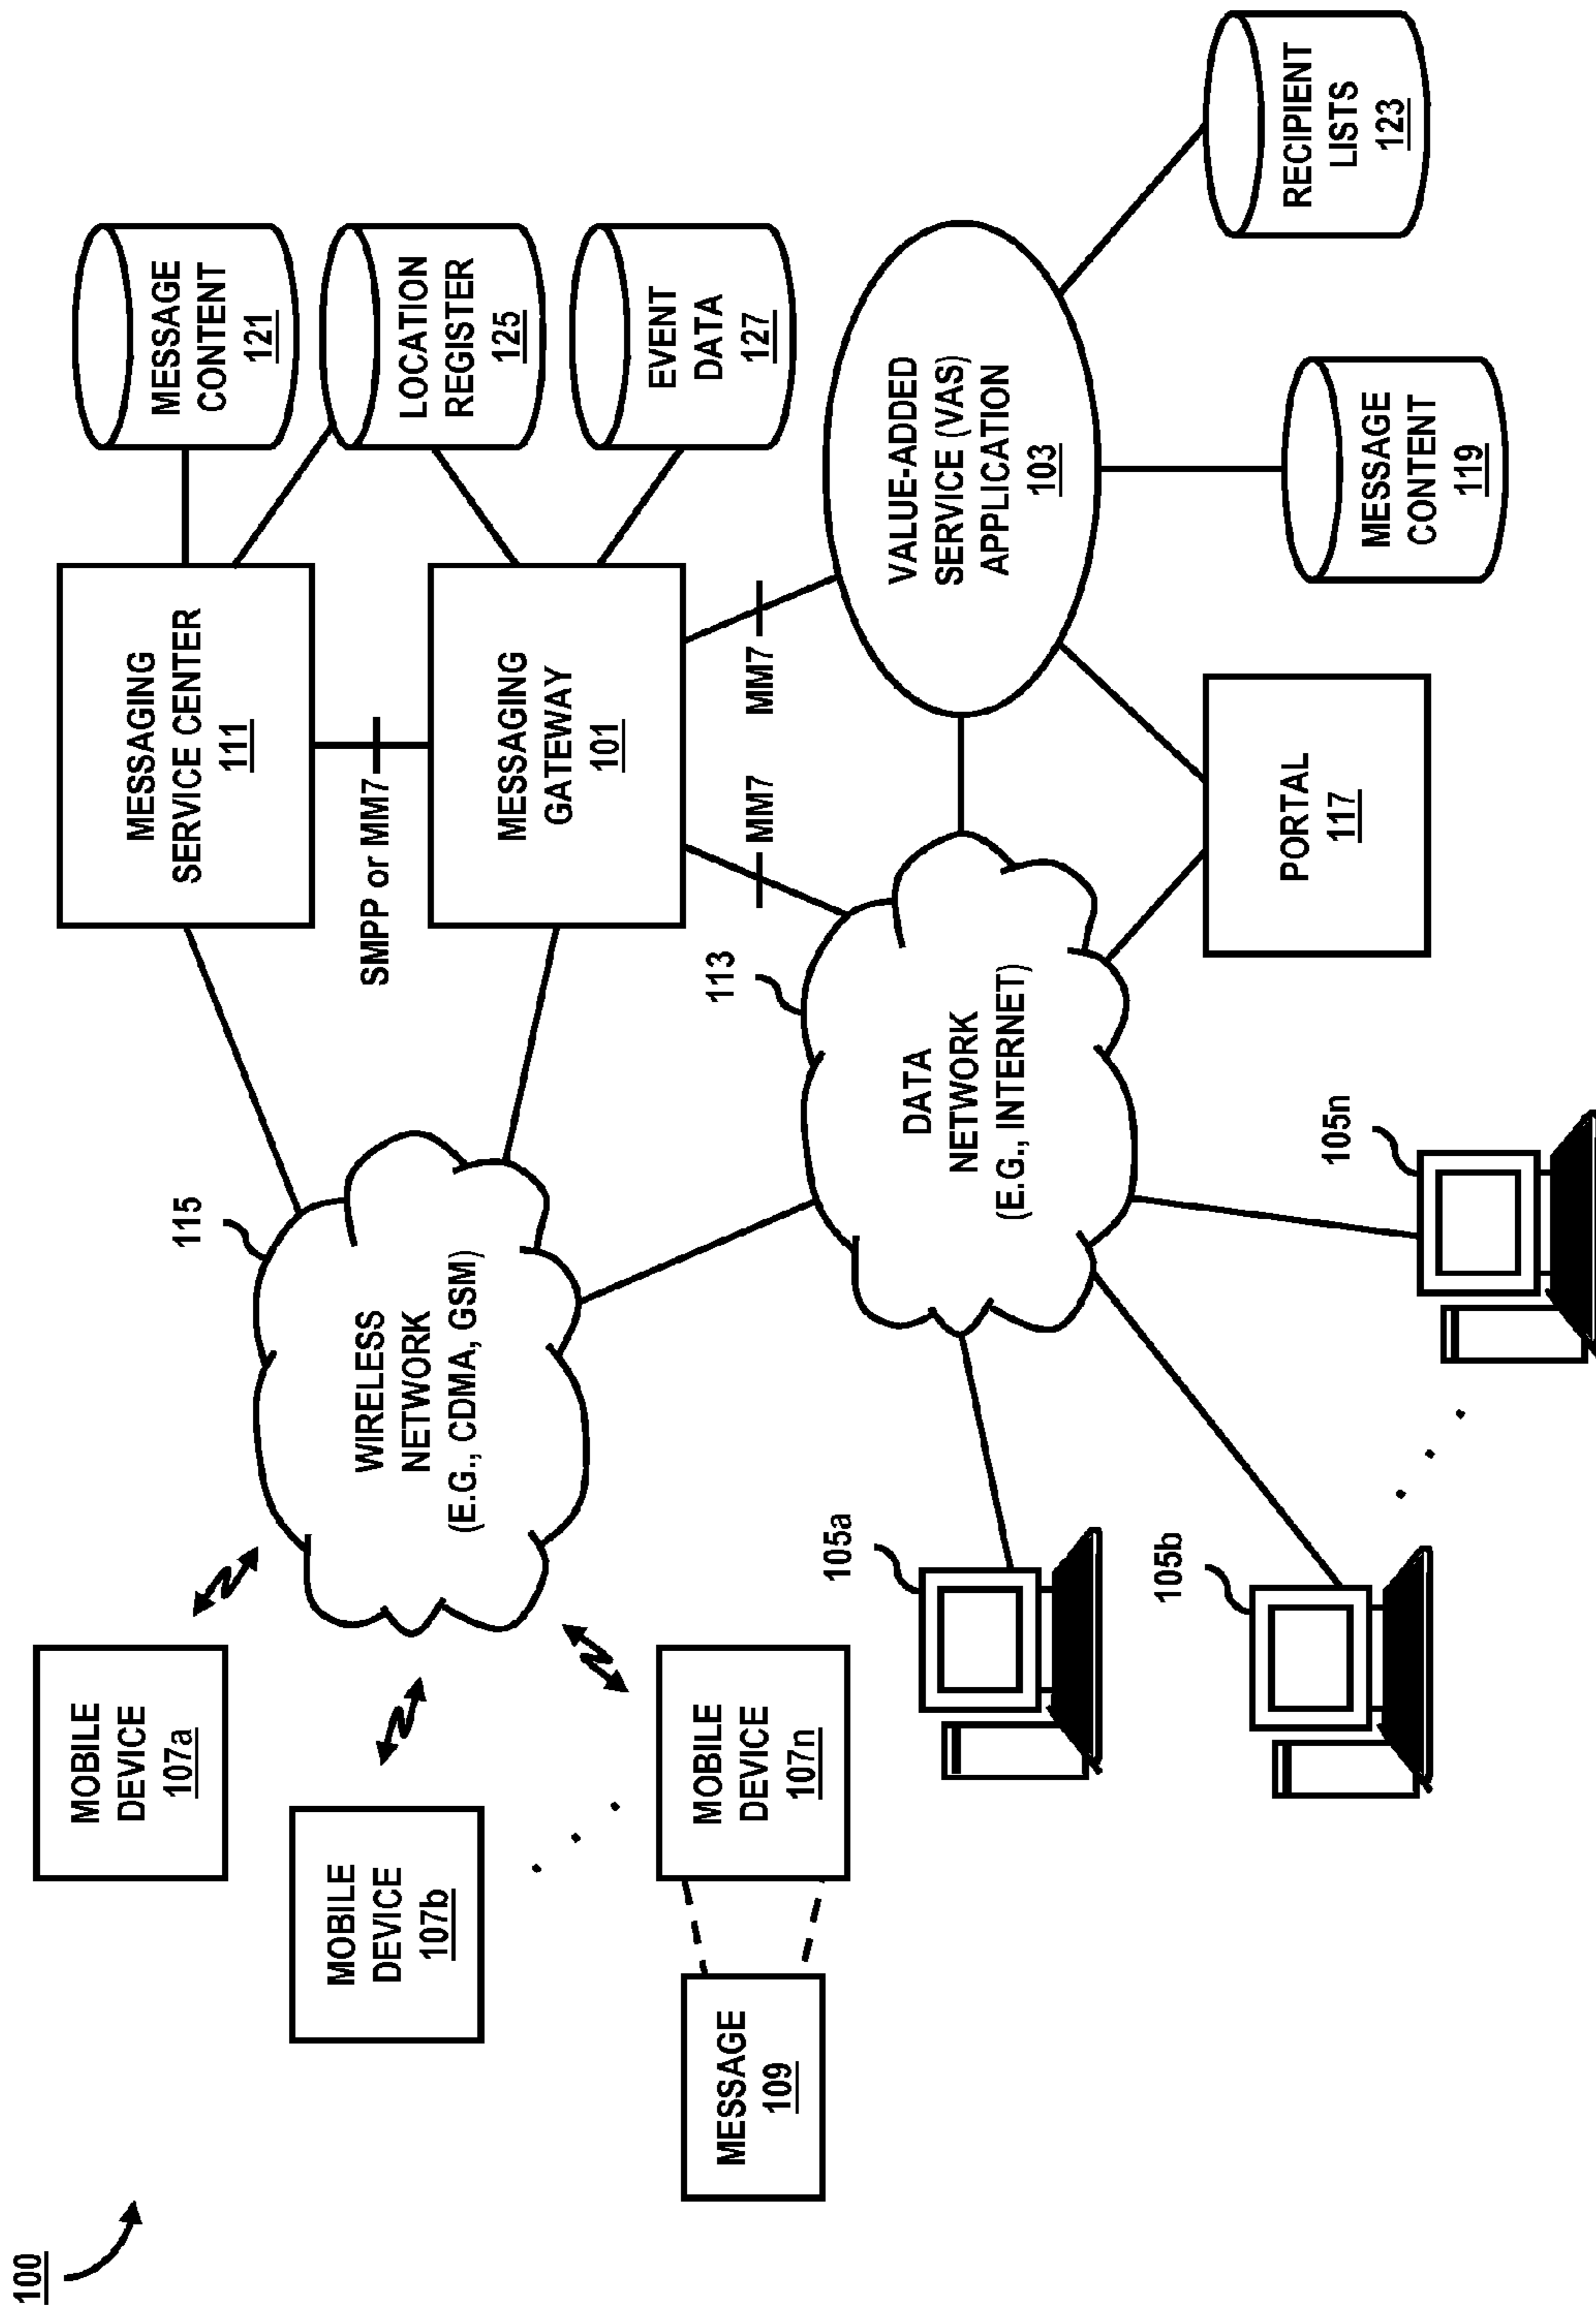 100
MOBILE
DEVICE
107a
MOBILE
DEVICE
107b
MOBILE
DEVICE
107n
MESSAGE
109
115
WIRELESS
NETWORK
(E.G., CDMA, GSM)
MESSAGING
SERVICE CENTER
111
SMPP or MM7
MESSAGING
GATEWAY
101
MESSAGE
CONTENT
121
LOCATION
REGISTER
125
EVENT
DATA
127
MM7
MM7
113
DATA
NETWORK
(E.G., INTERNET)
VALUE-ADDED
SERVICE (VAS)
APPLICATION
103
105a
105b
105n
PORTAL
117
MESSAGE
CONTENT
119
RECIPIENT
LISTS
123